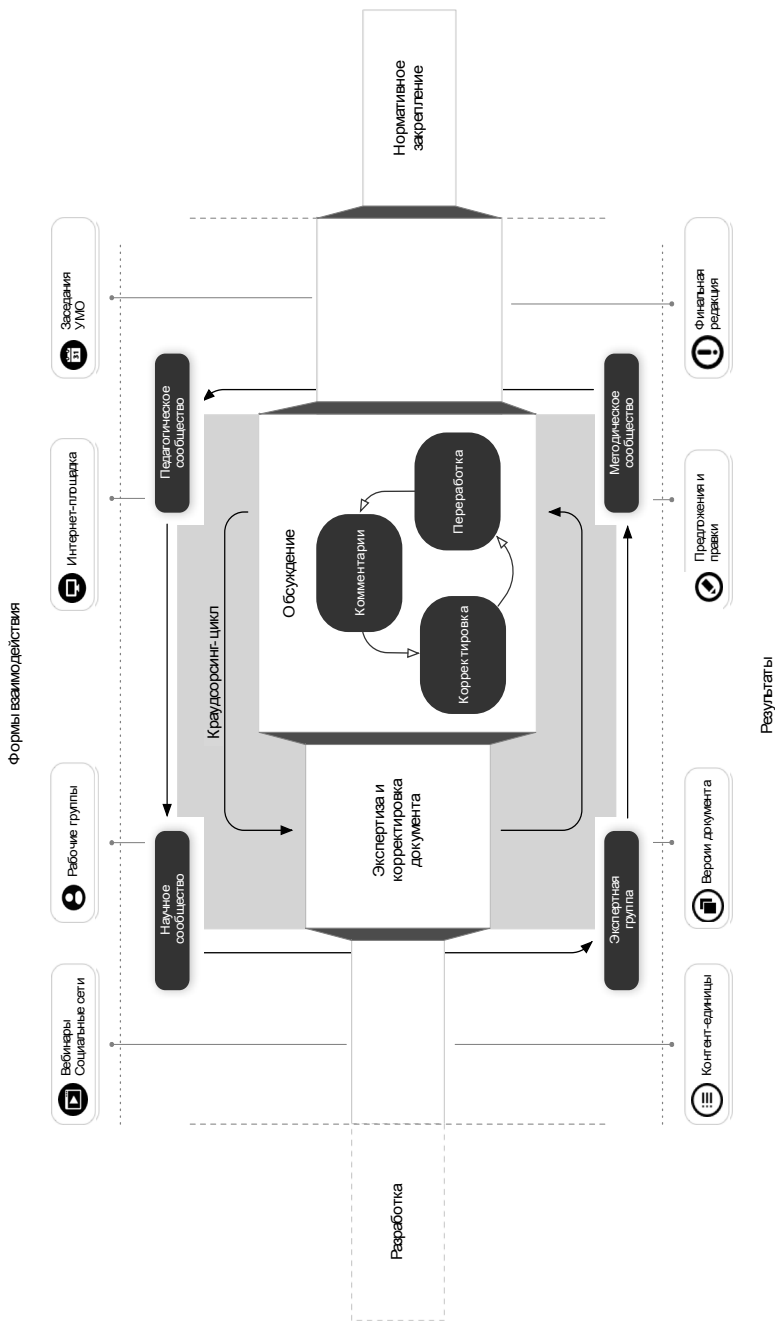 Формы взаимодействия
Вебинары
Социальные сети
Рабочие группы
Интернет-площадка
Заседания
УМО
Научное
сообщество
Педагогическое
сообщество
Краудсорсинг-цикл
Разработка
Экспертиза и
корректировка
документа
Обсуждение
Комментарии
Корректировка
Переработка
Нормативное
закрепление
Экспертная
группа
Методическое
сообщество
Контент-единицы
Версии документа
Предложения и
правки
Финальная
редакция
Результаты
31